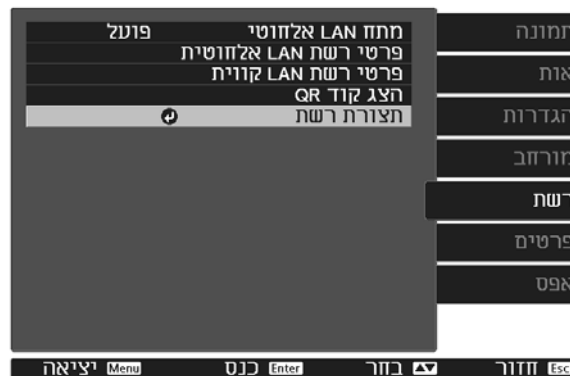 מתח LAN אלחוטי פועל
פרטי רשת LAN אלחוטית
פרטי רשת LAN קווית
הצג קוד QR
תצורת רשת
תמונה
אות
הגדרות
מורחב
רשת
פרטים
אפס
Esc חזור בחר Enter כנס Menu יציאה